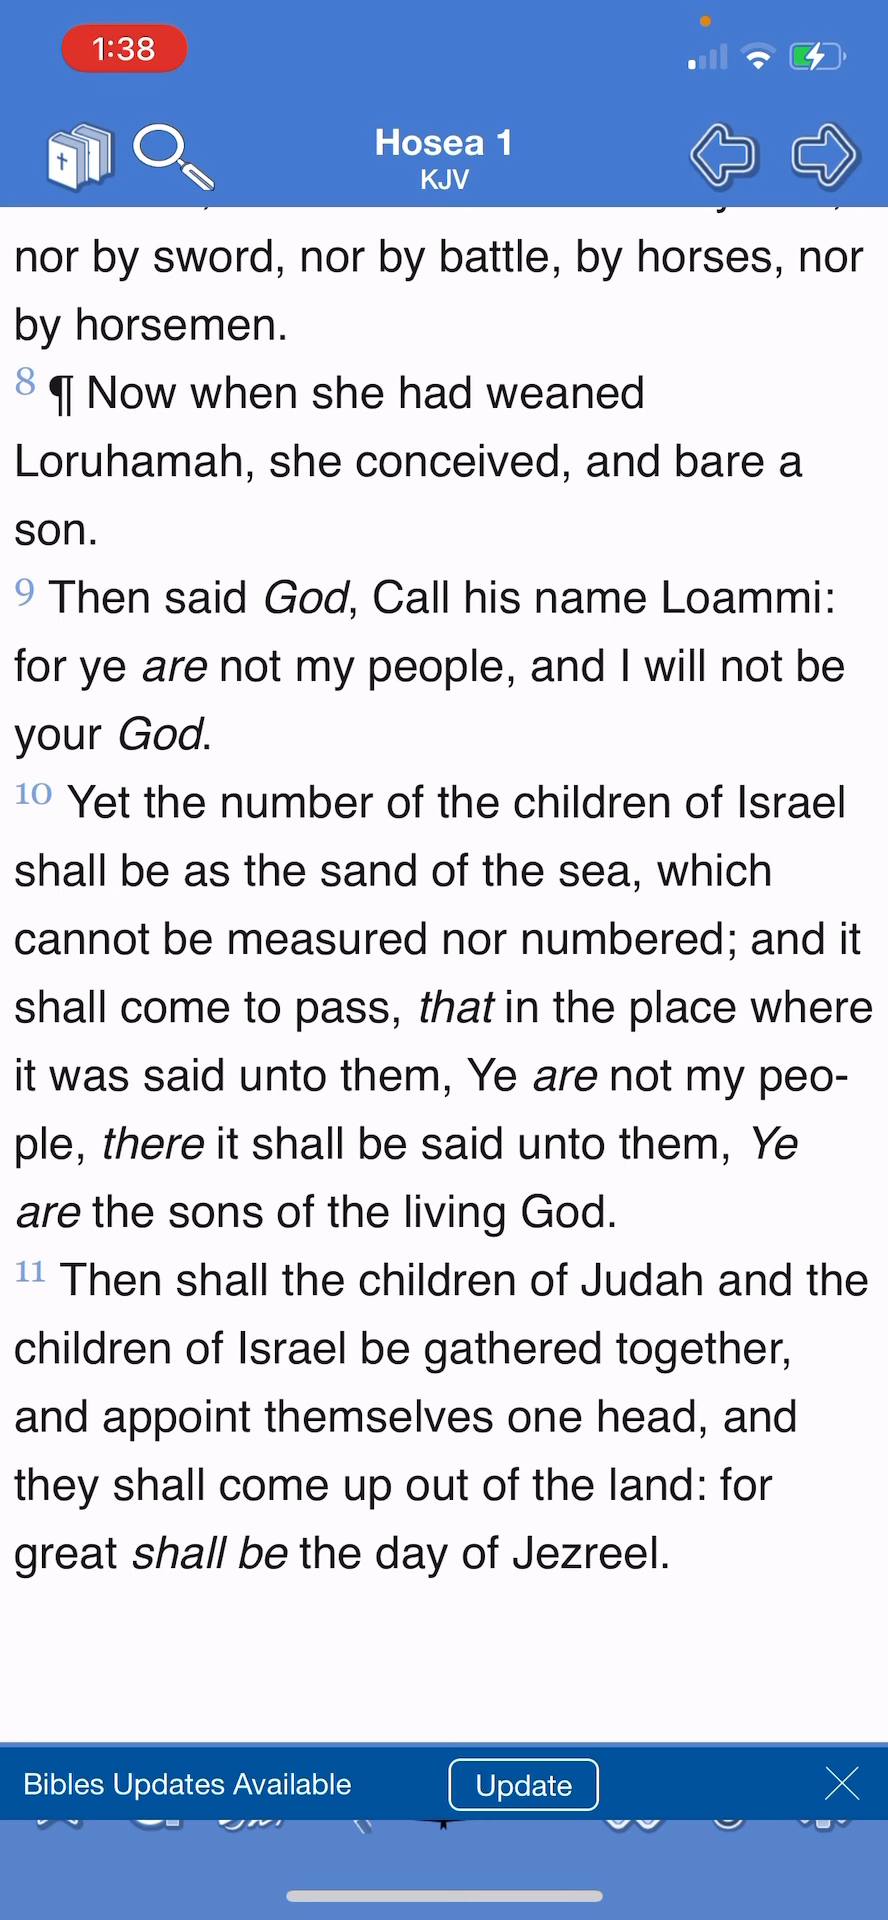 1:38
Hosea 1
KJV
nor by sword, nor by battle, by horses, nor
by horsemen.
8 ¶ Now when she had weaned
Loruhamah, she conceived, and bare a
son.
9 Then said God, Call his name Loammi:
for ye are not my people, and I will not be
your God.
10 Yet the number of the children of Israel
shall be as the sand of the sea, which
cannot be measured nor numbered; and it
shall come to pass, that in the place where
it was said unto them, Ye are not my peo-
ple, there it shall be said unto them, Ye
are the sons of the living God.
11 Then shall the children of Judah and the
children of Israel be gathered together,
and appoint themselves one head, and
they shall come up out of the land: for
great shall be the day of Jezreel.
Bibles Updates Available
Update